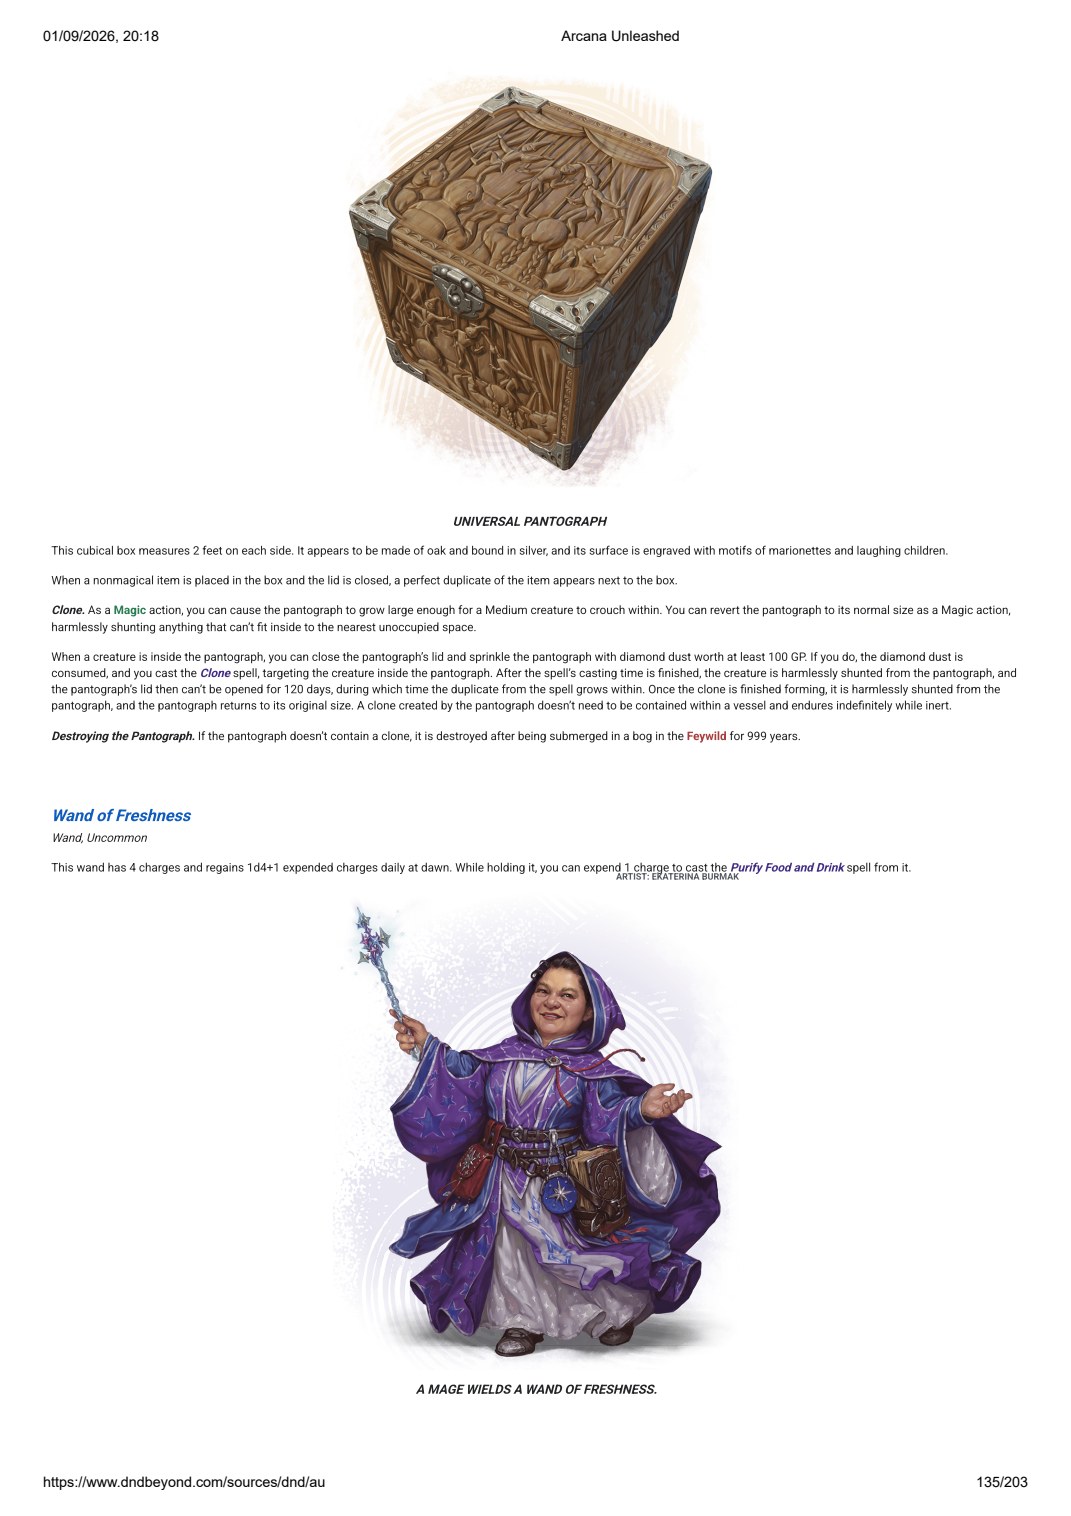 01/09/2026, 20:18
Arcana Unleashed
UNIVERSAL PANTOGRAPH
This cubical box measures 2 feet on each side. It appears to be made of oak and bound in silver, and its surface is engraved with motifs of marionettes and laughing children.
When a nonmagical item is placed in the box and the lid is closed, a perfect duplicate of the item appears next to the box.
Clone. As a Magic action, you can cause the pantograph to grow large enough for a Medium creature to crouch within. You can revert the pantograph to its normal size as a Magic action,
harmlessly shunting anything that can’t fit inside to the nearest unoccupied space.
When a creature is inside the pantograph, you can close the pantograph’s lid and sprinkle the pantograph with diamond dust worth at least 100 GP. If you do, the diamond dust is
consumed, and you cast the Clone spell, targeting the creature inside the pantograph. After the spell’s casting time is finished, the creature is harmlessly shunted from the pantograph, and
the pantograph’s lid then can’t be opened for 120 days, during which time the duplicate from the spell grows within. Once the clone is finished forming, it is harmlessly shunted from the
pantograph, and the pantograph returns to its original size. A clone created by the pantograph doesn’t need to be contained within a vessel and endures indefinitely while inert.
Destroying the Pantograph. If the pantograph doesn’t contain a clone, it is destroyed after being submerged in a bog in the Feywild for 999 years.
Wand of Freshness
Wand, Uncommon
This wand has 4 charges and regains 1d4+1 expended charges daily at dawn. While holding it, you can expend 1 charge to cast the Purify Food and Drink spell from it.
ARTIST: EKATERINA BURMAK
A MAGE WIELDS A WAND OF FRESHNESS.
https://www.dndbeyond.com/sources/dnd/au
135/203